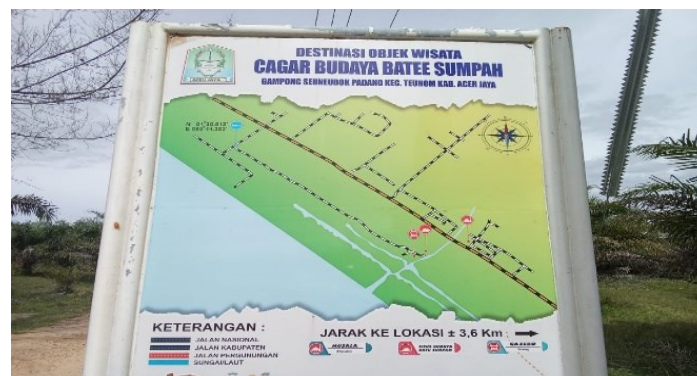 DESTINASI OBJEK WISATA
CAGAR BUDAYA BATEE SUMPAH
GAMPONG SEUNEUBOK PADANG KEC. TEUNOM KAB. ACEH JAYA
KETERANGAN :
JALAN NASIONAL
JALAN KABUPATEN
JALAN PERGUNUNGAN
SUNGAI/LAUT
JARAK KE LOKASI ± 3,6 Km :